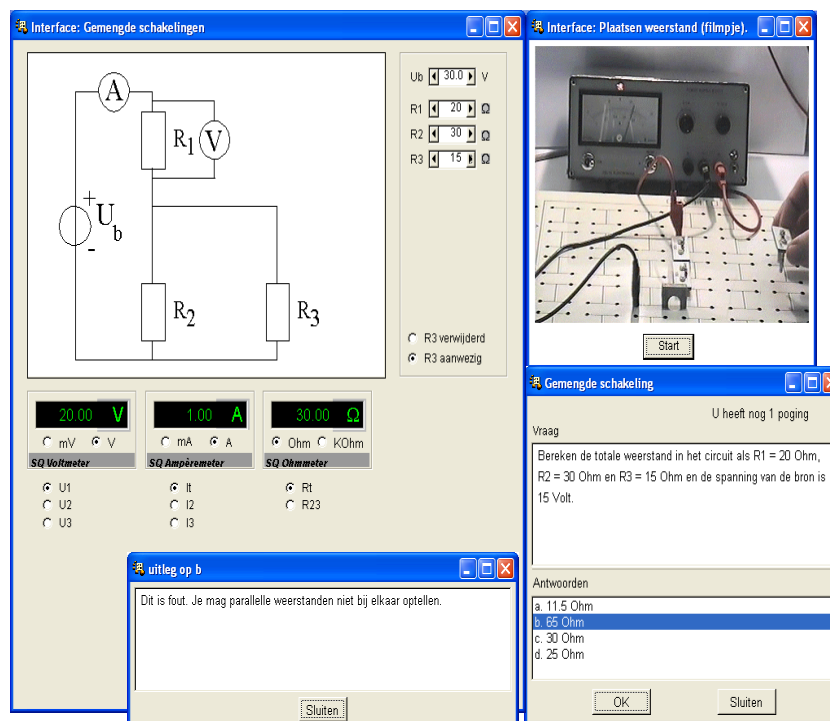 Interface: Gemengde schakelingen
A
R1
V
+
Ub
-
R2
R3
Ub 30.0 V
R1 20 Ω
R2 30 Ω
R3 15 Ω
R3 verwijderd
R3 aanwezig
20.00 V
mV V
SQ Voltmeter
1.00 A
mA A
SQ Ampèremeter
30.00 Ω
Ohm KOhm
SQ Ohmmeter
U1
U2
U3
It
I2
I3
Rt
R23
uitleg op b
Dit is fout. Je mag parallelle weerstanden niet bij elkaar optellen.
Sluiten
Interface: Plaatsen weerstand (filmpje).
Start
Gemengde schakeling
U heeft nog 1 poging
Vraag
Bereken de totale weerstand in het circuit als R1 = 20 Ohm,
R2 = 30 Ohm en R3 = 15 Ohm en de spanning van de bron is
15 Volt.
Antwoorden
a. 11.5 Ohm
b. 65 Ohm
c. 30 Ohm
d. 25 Ohm
OK
Sluiten